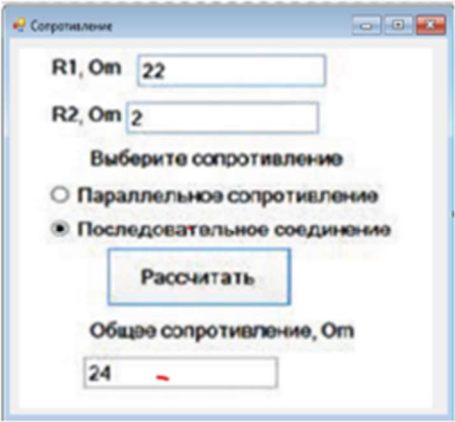 Сопротивление
R1, Om 22
R2, Om 2
Выберите сопротивление
Параллельное сопротивление
Последовательное соединение
Рассчитать
Общее сопротивление, Om
24